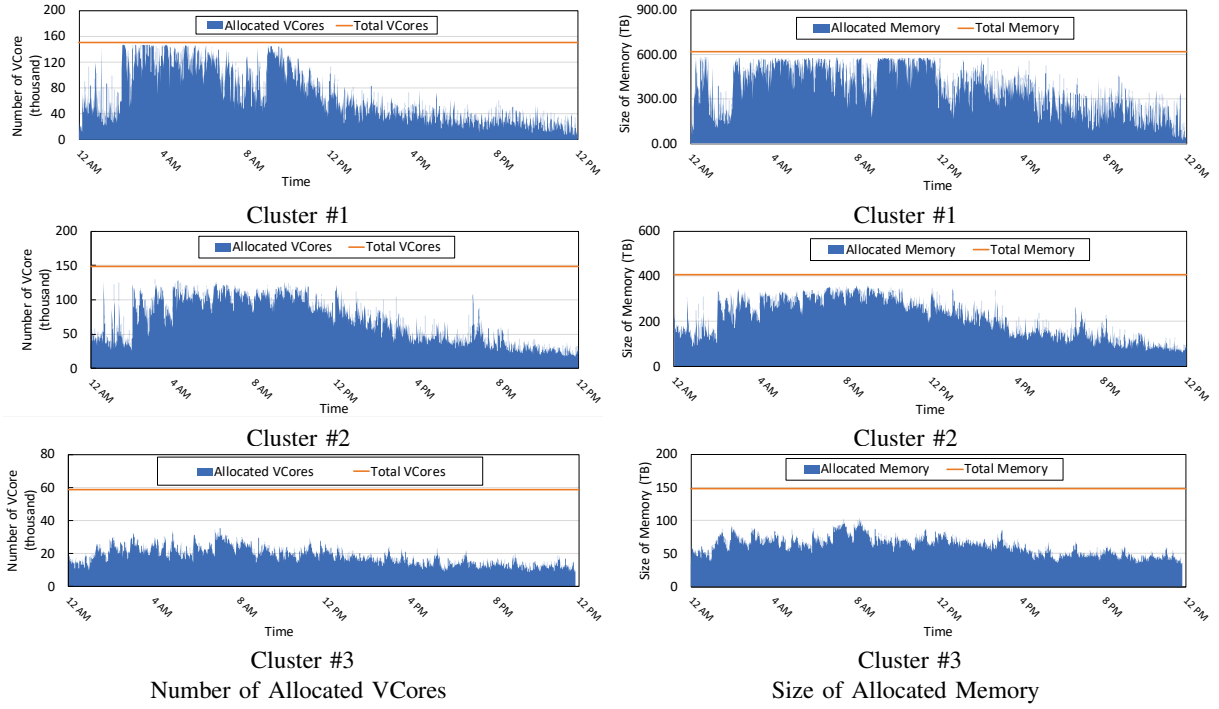 Number of VCore
(thousand)
200
160
120
80
40
0
Allocated VCores Total VCores
12 AM 4 AM 8 AM 12 PM 4 PM 8 PM 12 PM
Time
Cluster #1
Size of Memory (TB)
900.00
600.00
300.00
0.00
Allocated Memory Total Memory
12 AM 4 AM 8 AM 12 PM 4 PM 8 PM 12 PM
Time
Cluster #1
Number of VCore
(thousand)
200
150
100
50
0
Allocated VCores Total VCores
12 AM 4 AM 8 AM 12 PM 4 PM 8 PM 12 PM
Time
Cluster #2
Size of Memory (TB)
600
400
200
0
Allocated Memory Total Memory
12 AM 4 AM 8 AM 12 PM 4 PM 8 PM 12 PM
Time
Cluster #2
Number of VCore
(thousand)
80
60
40
20
0
Allocated VCores Total VCores
12 AM 4 AM 8 AM 12 PM 4 PM 8 PM 12 PM
Time
Cluster #3
Number of Allocated VCores
Size of Memory (TB)
200
150
100
50
0
Allocated Memory Total Memory
12 AM 4 AM 8 AM 12 PM 4 PM 8 PM 12 PM
Time
Cluster #3
Size of Allocated Memory